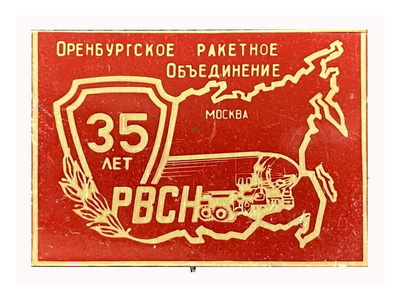 Оренбургское ракетное
Объединение
Москва
35
лет
РВСН